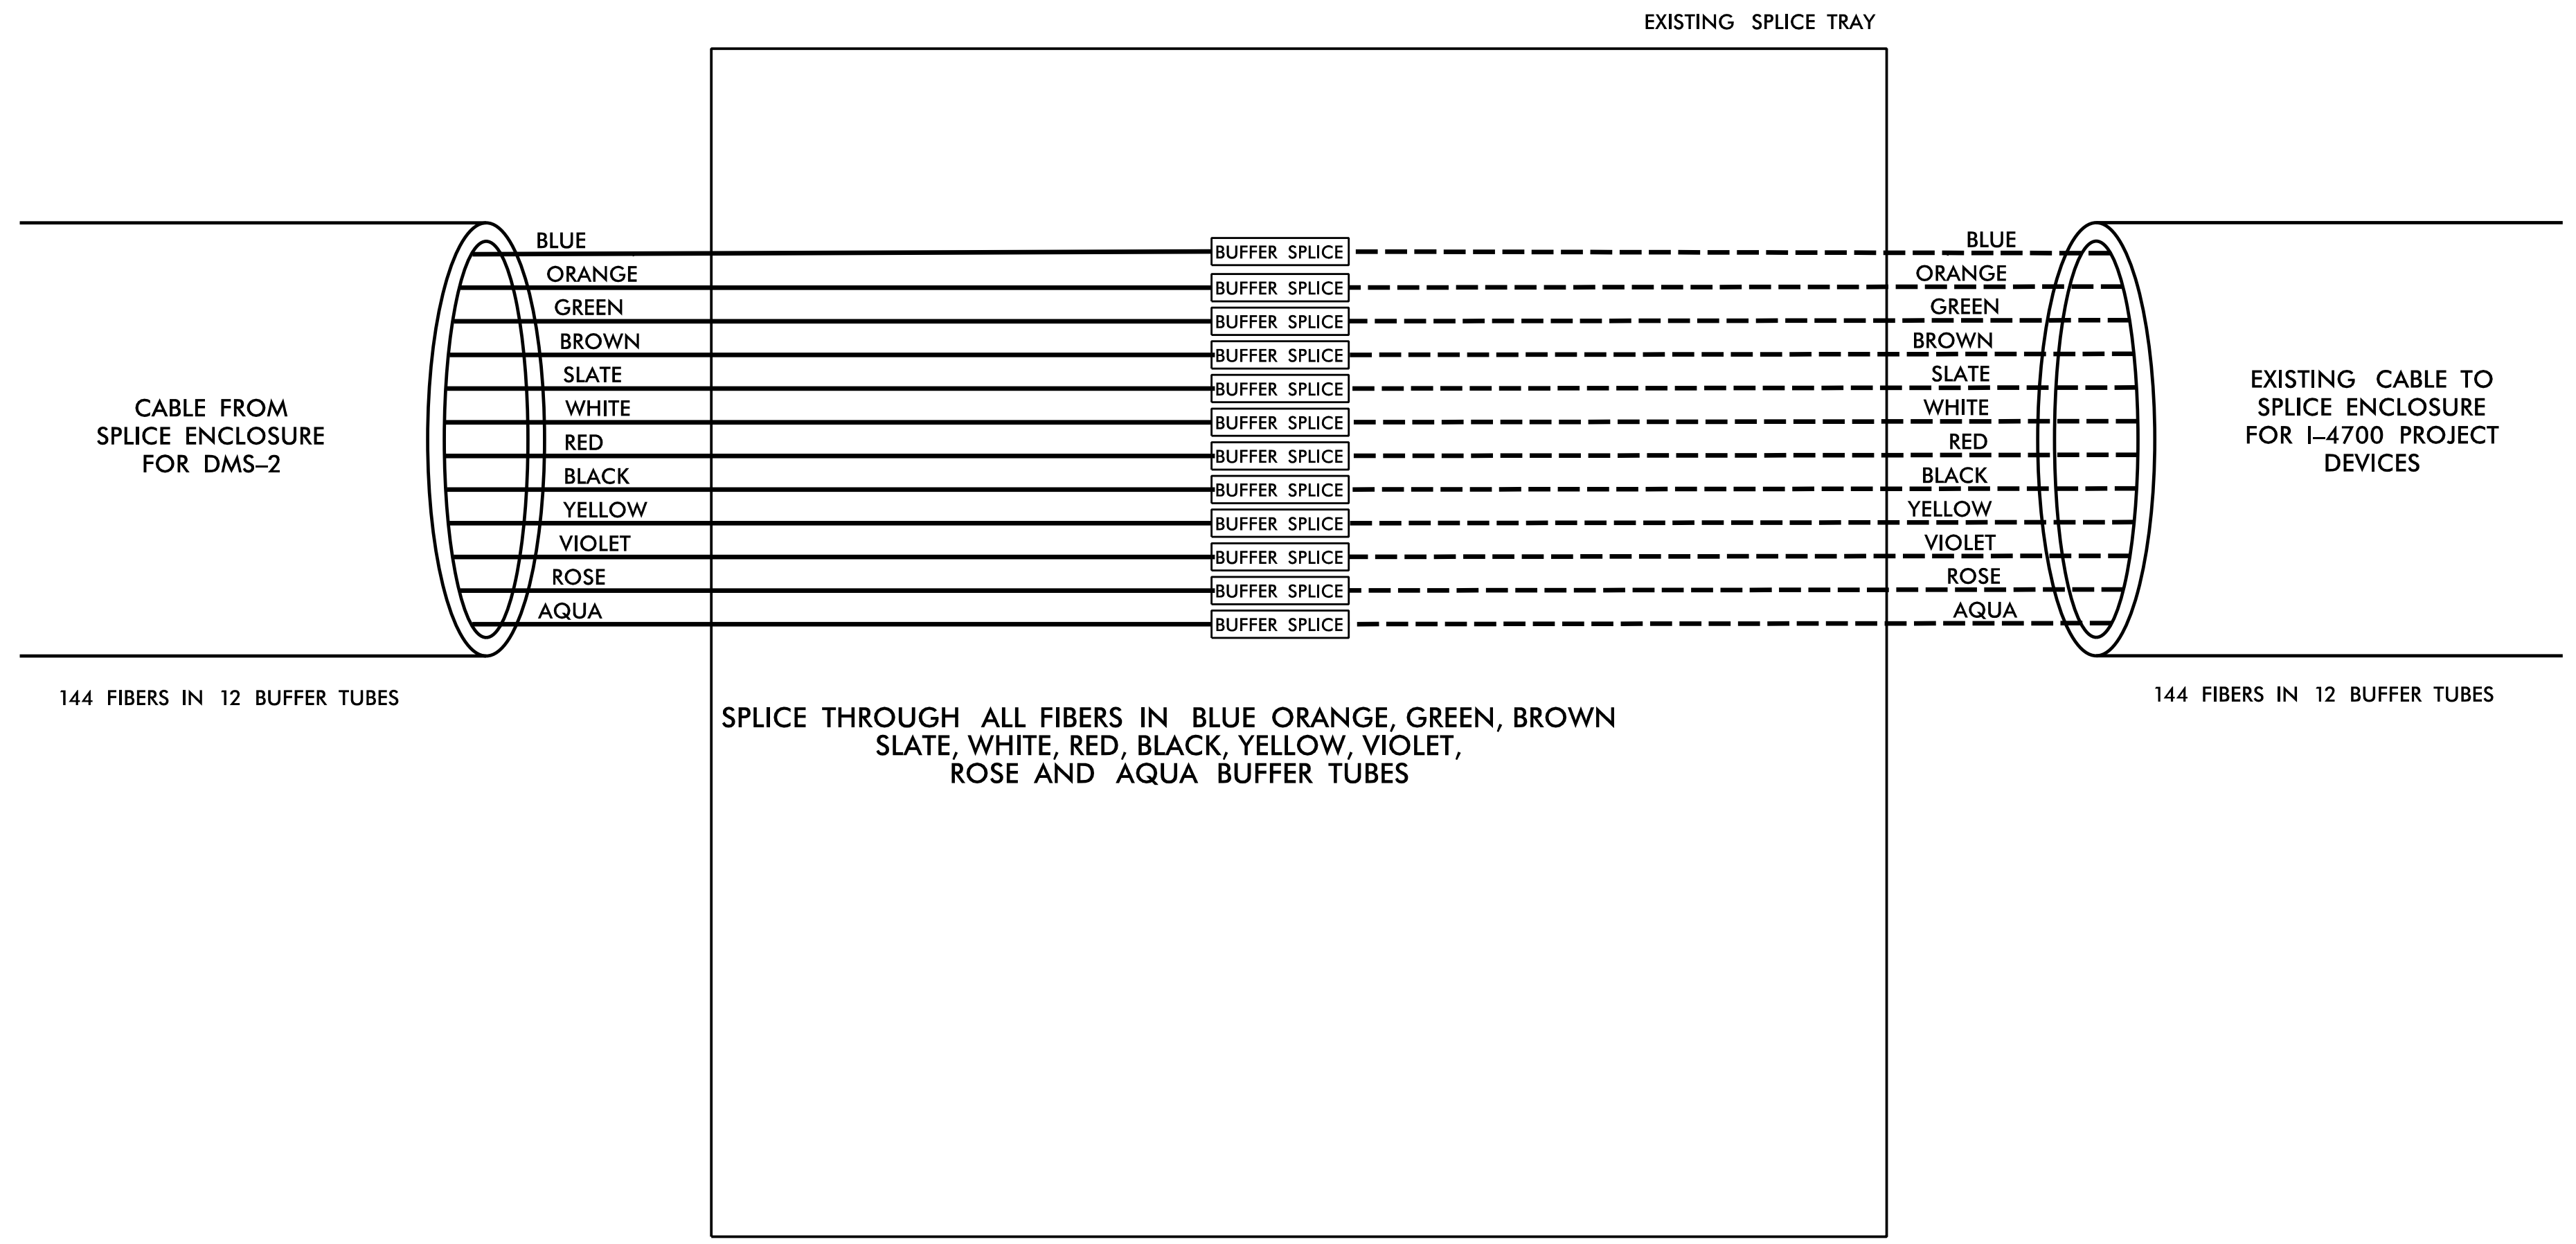 EXISTING SPLICE TRAY
BLUE
ORANGE
GREEN
BROWN
SLATE
WHITE
RED
BLACK
YELLOW
VIOLET
ROSE
AQUA
BUFFER SPLICE
BUFFER SPLICE
BUFFER SPLICE
BUFFER SPLICE
BUFFER SPLICE
BUFFER SPLICE
BUFFER SPLICE
BUFFER SPLICE
BUFFER SPLICE
BUFFER SPLICE
BUFFER SPLICE
BUFFER SPLICE
BLUE
ORANGE
GREEN
BROWN
SLATE
WHITE
RED
BLACK
YELLOW
VIOLET
ROSE
AQUA
CABLE FROM
SPLICE ENCLOSURE
FOR DMS–2
EXISTING CABLE TO
SPLICE ENCLOSURE
FOR I–4700 PROJECT
DEVICES
144 FIBERS IN 12 BUFFER TUBES
144 FIBERS IN 12 BUFFER TUBES
SPLICE THROUGH ALL FIBERS IN BLUE ORANGE, GREEN, BROWN
SLATE, WHITE, RED, BLACK, YELLOW, VIOLET,
ROSE AND AQUA BUFFER TUBES